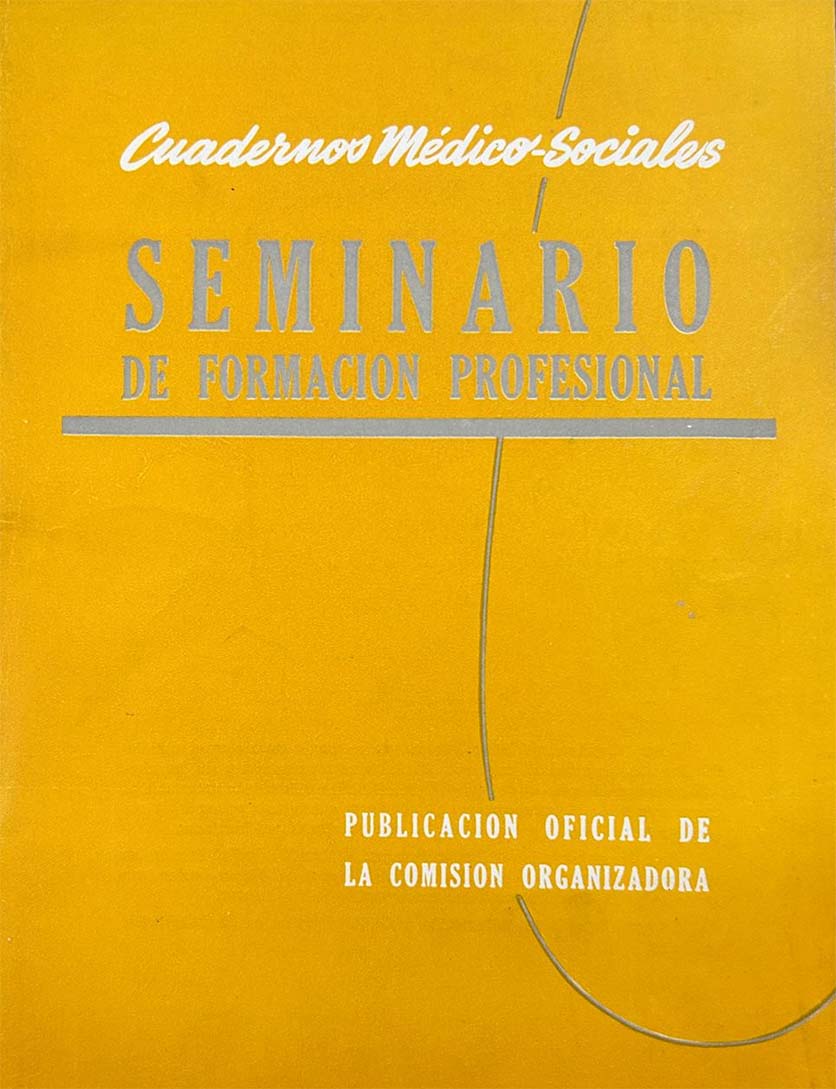 Cuadernos Médico-Sociales
SEMINARIO
DE FORMACION PROFESIONAL
PUBLICACION OFICIAL DE
LA COMISION ORGANIZADORA